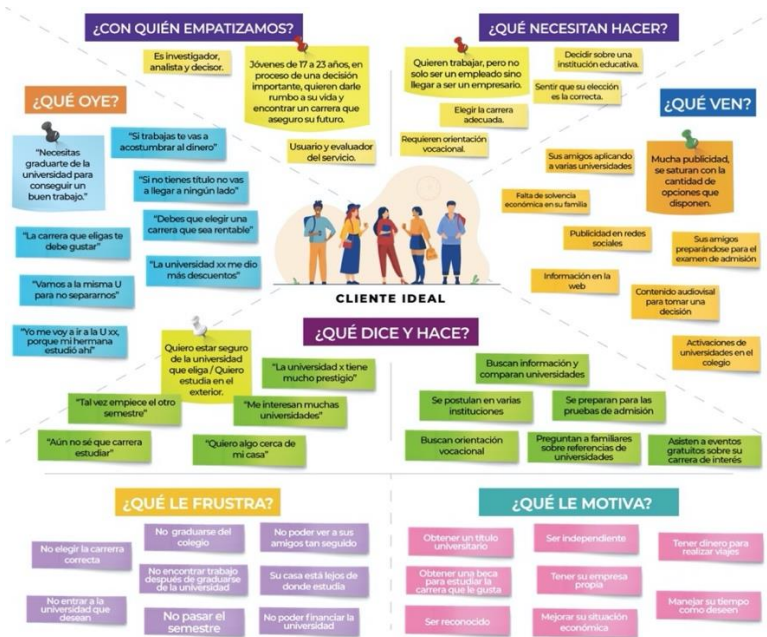 ¿CON QUIÉN EMPATIZAMOS?
Es investigador,
analista y decisor.
Jóvenes de 17 a 23 años, en
proceso de una decisión
importante, quieren darle
rumbo a su vida y
encontrar un carrera que
aseguro su futuro.
Usuario y evaluador
del servicio.
¿QUÉ NECESITAN HACER?
Quieren trabajar, pero no
solo ser un empleado sino
llegar a ser un empresario.
Decidir sobre una
institución educativa.
Sentir que su elección
es la correcta.
Elegir la carrera
adecuada.
Requieren orientación
vocacional.
¿QUÉ OYE?
"Necesitas
graduarte de la
universidad para
conseguir un
buen trabajo."
"Si trabajas te vas a
acostumbrar al dinero"
"Si no tienes título no vas
a llegar a ningún lado"
"Debes que elegir una
carrera que sea rentable"
"La carrera que eligas te
debe gustar"
"La universidad xx me dio
más descuentos"
"Vamos a la misma U
para no separarnos"
"Yo me voy a ir a la U xx,
porque mi hermana
estudió ahí"
¿QUÉ VEN?
Mucha publicidad,
se saturan con la
cantidad de
opciones que
disponen.
Sus amigos aplicando
a varias universidades
Falta de solvencia
económica en su familia
Publicidad en redes
sociales
Sus amigos
preparándose para el
examen de admisión
Información en la
web
Contenido audiovisal
para tomar una
decisión
Activaciones de
universidades en el
colegio
CLIENTE IDEAL
¿QUÉ DICE Y HACE?
Quiero estar seguro
de la universidad
que eliga / Quiero
estudia en el
exterior.
"La universidad x tiene
mucho prestigio"
"Tal vez empiece el otro
semestre"
"Me interesan muchas
universidades"
"Aún no sé que carrera
estudiar"
"Quiero algo cerca de
mi casa"
Buscan información y
comparan universidades
Se postulan en varias
instituciones
Se preparan para las
pruebas de admisión
Buscan orientación
vocacional
Preguntan a familiares
sobre referencias de
universidades
Asisten a eventos
gratuitos sobre su
carrera de interés
¿QUÉ LE FRUSTRA?
No elegir la carrerra
correcta
No graduarse del
colegio
No poder ver a sus
amigos tan seguido
No encontrar trabajo
después de graduarse
de la universidad
Su casa está lejos de
donde estudia
No entrar a la
universidad que
desean
No pasar el
semestre
No poder financiar la
universidad
¿QUÉ LE MOTIVA?
Obtener un título
universitario
Ser independiente
Tener dinero para
realizar viajes
Obtener una beca
para estudiar la
carrera que le gusta
Tener su empresa
propia
Manejar su tiempo
como deseen
Ser reconocido
Mejorar su situación
económica